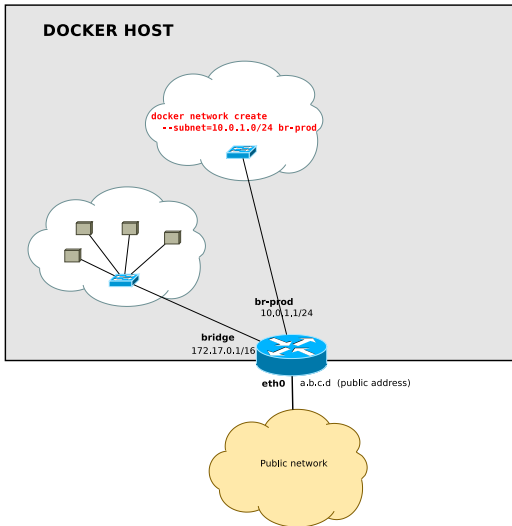 DOCKER HOST
docker network create
--subnet=10.0.1.0/24 br-prod
br-prod
10.0.1.1/24
bridge
172.17.0.1/16
eth0 a.b.c.d (public address)
Public network